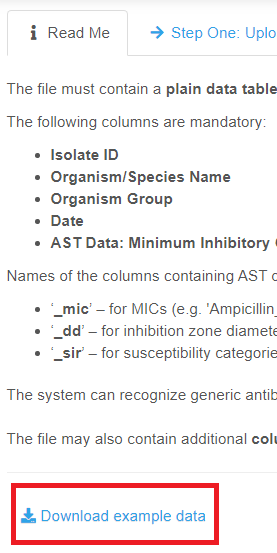 Read Me
Step One: Uplo
The file must contain a plain data table
The following columns are mandatory:
Isolate ID
Organism/Species Name
Organism Group
Date
AST Data: Minimum Inhibitory
Names of the columns containing AST
‘_mic’ – for MICs (e.g. 'Ampicillin_
‘_dd’ – for inhibition zone diamete
‘_sir’ – for susceptibility categorie
The system can recognize generic antib
The file may also contain additional colu
Download example data